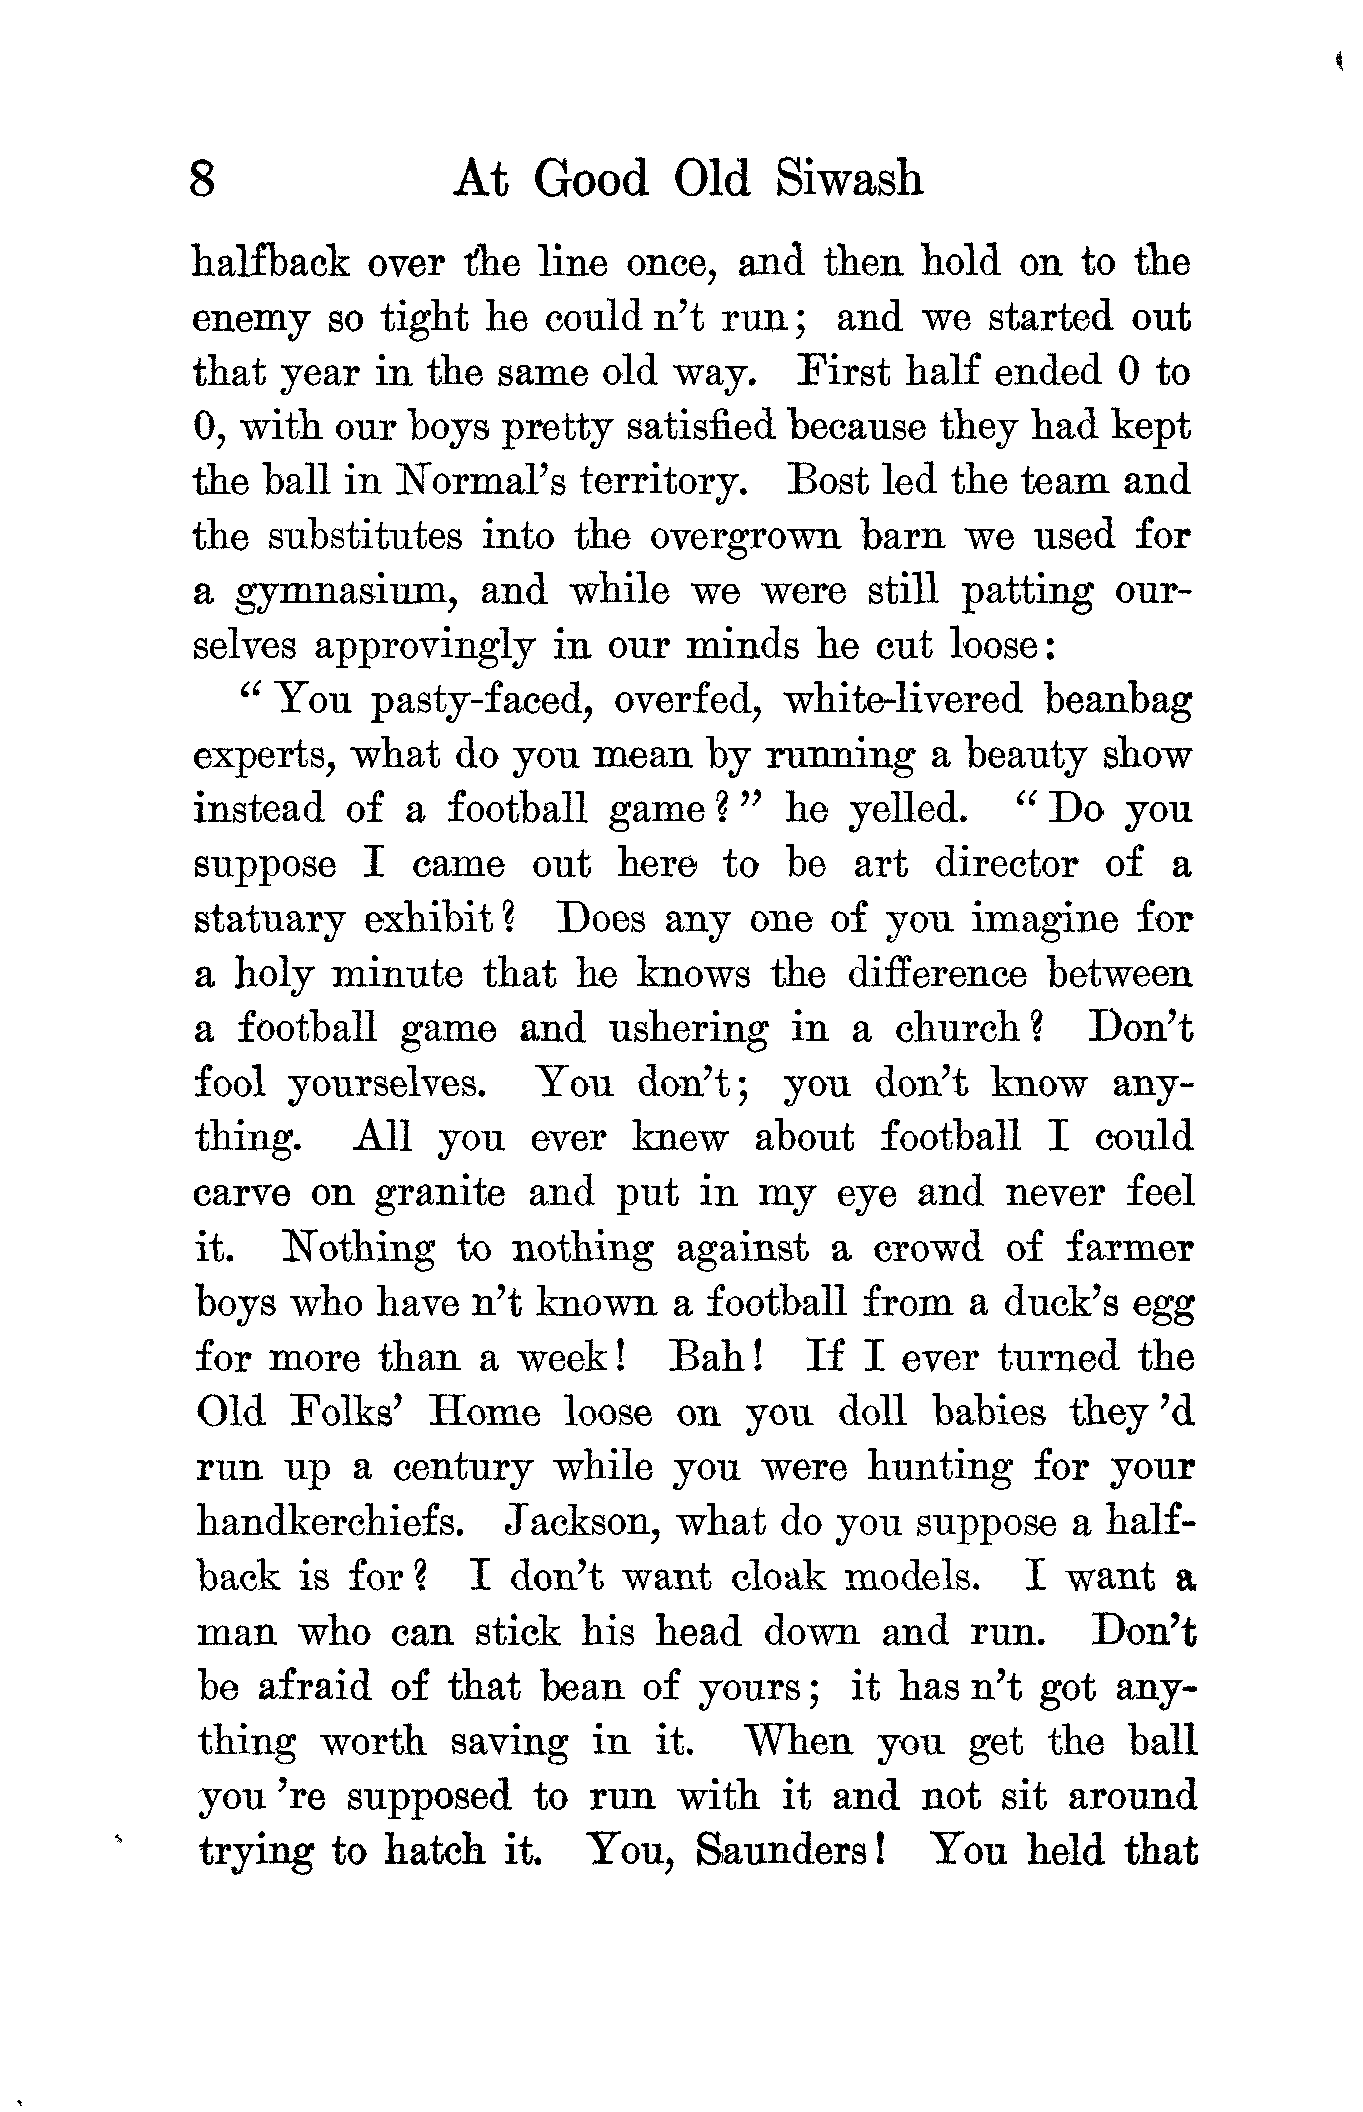 8 At Good Old Siwash
halfback over the line once, and then hold on to the
enemy so tight he could n't run; and we started out
that year in the same old way. First half ended 0 to
0, with our boys pretty satisfied because they had kept
the ball in Normal's territory. Bost led the team and
the substitutes into the overgrown barn we used for
a gymnasium, and while we were still patting our-
selves approvingly in our minds he cut loose:
" You pasty-faced, overfed, white-livered beanbag
experts, what do you mean by running a beauty show
instead of a football game? " he yelled. " Do you
suppose I came out here to be art director of a
statuary exhibit? Does any one of you imagine for
a holy minute that he knows the difference between
a football game and ushering in a church? Don't
fool yourselves. You don't; you don't know any-
thing. All you ever knew about football I could
carve on granite and put in my eye and never feel
it. Nothing to nothing against a crowd of farmer
boys who have n't known a football from a duck's egg
for more than a week! Bah! If I ever turned the
Old Folks' Home loose on you doll babies they 'd
run up a century while you were hunting for your
handkerchiefs. Jackson, what do you suppose a half-
back is for? I don't want cloak models. I want a
man who can stick his head down and run. Don't
be afraid of that bean of yours; it has n't got any-
thing worth saving in it. When you get the ball
you 're supposed to run with it and not sit around
trying to hatch it. You, Saunders! You held that